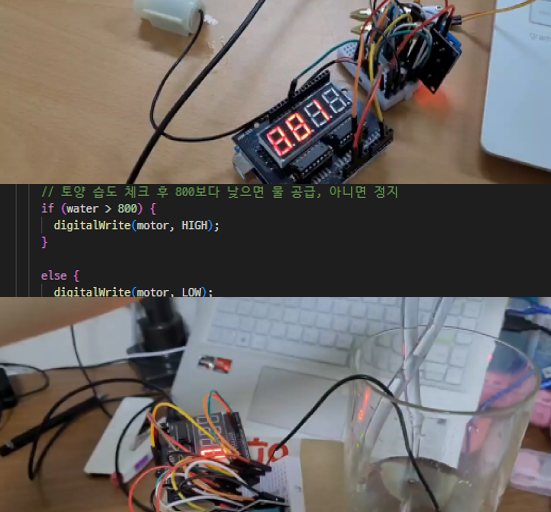 // 토양 습도 체크 후 800보다 낮으면 물 공급, 아니면 정지
if (water > 800) {
digitalWrite(motor, HIGH);
}
else {
digitalWrite(motor, LOW);